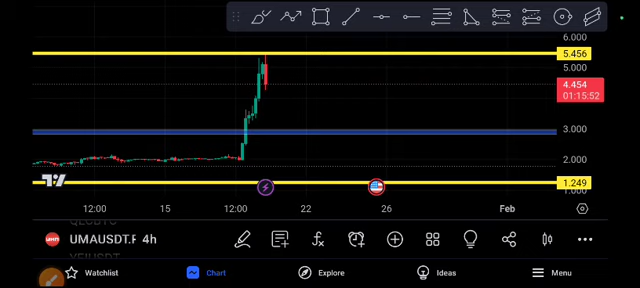 6.000
5.456
5.000
4.454
01:15:52
3.000
2.000
1.249
12:00 15 12:00 22 26 Feb
UMAUSDT.P 4h
Watchlist Chart Explore Ideas Menu